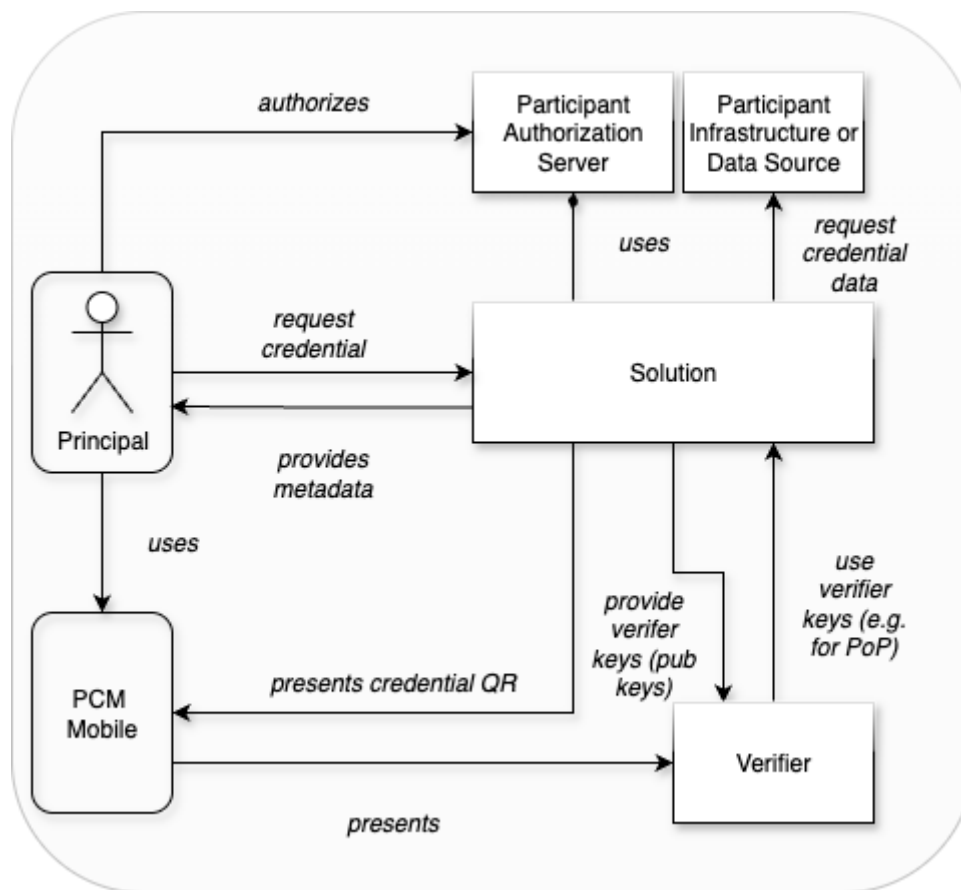 authorizes
Participant
Authorization
Server
Participant
Infrastructure or
Data Source
uses
request
credential
data
request
credential
Solution
Principal
provides
metadata
uses
provide
verifer
keys (pub
keys)
use
verifier
keys (e.g.
for PoP)
presents credential QR
PCM
Mobile
Verifier
presents